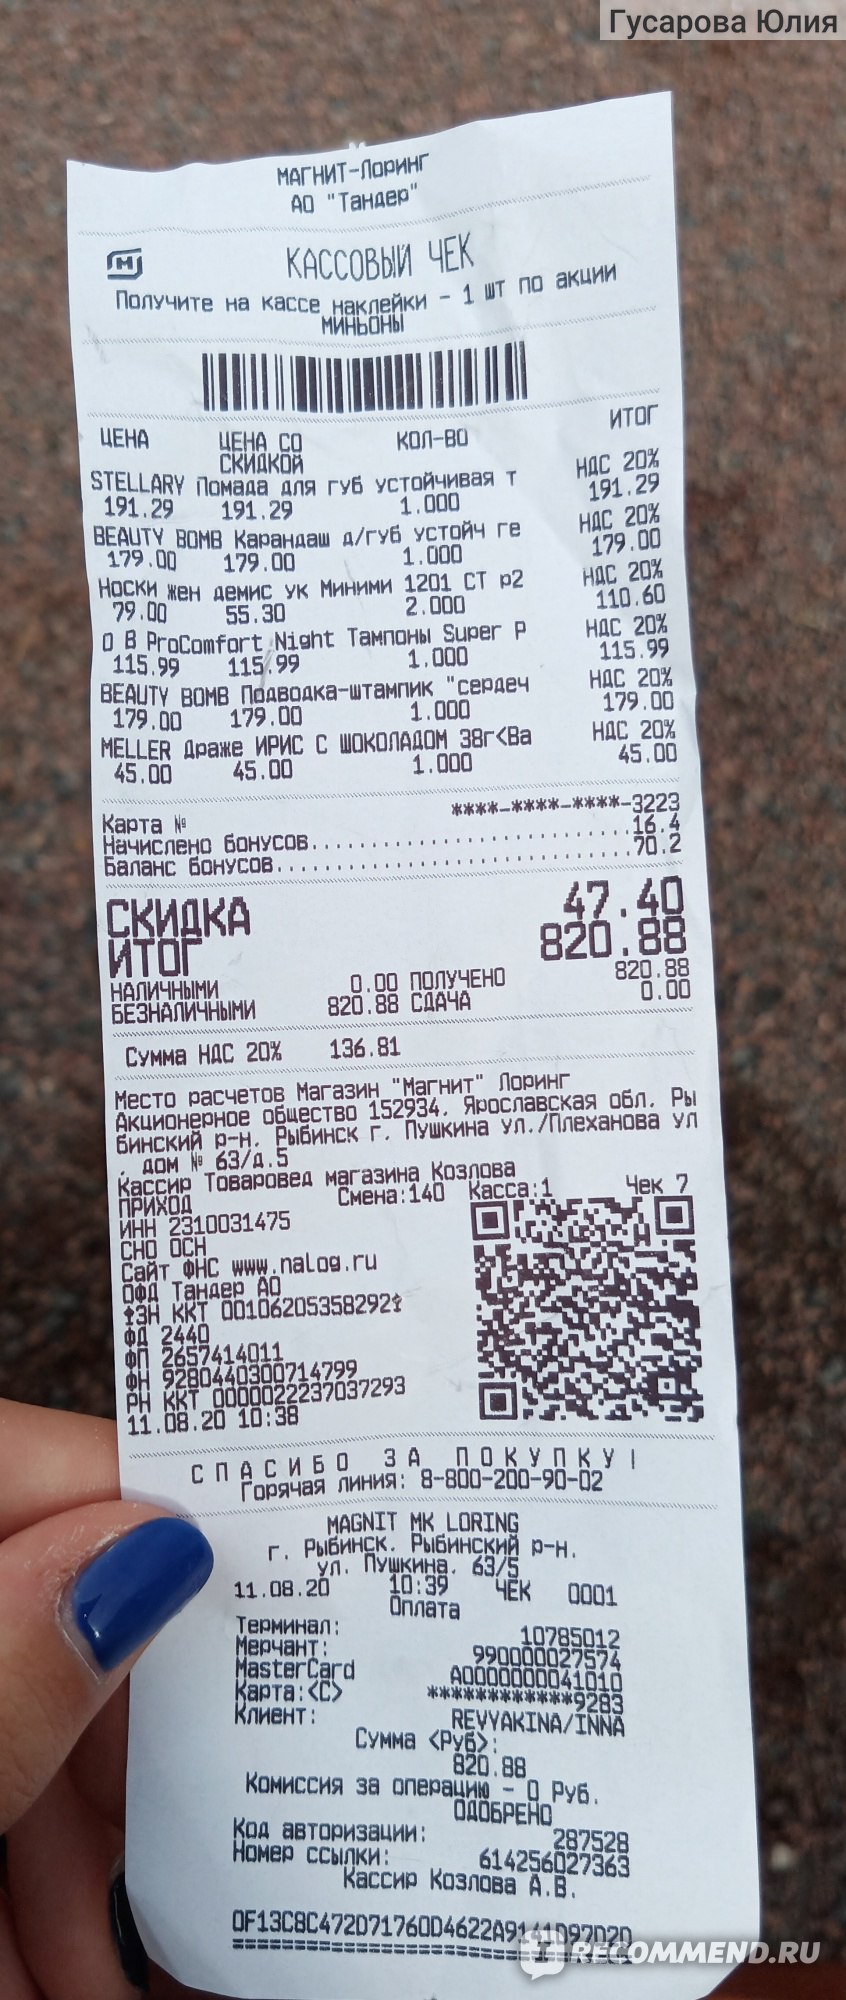 Гусарова Юлия
МАГНИТ-Лоринг
АО "Тандер"
КАССОВЫЙ ЧЕК
Получите на кассе наклейки - 1 шт по акции
МИНЬОНЫ
ЦЕНА ЦЕНА СО СКИДКОЙ КОЛ-ВО ИТОГ
STELLARY Помада для губ устойчивая т НДС 20%
191.29 191.29 1.000 191.29
BEAUTY BOMB Карандаш д/губ устойч ге НДС 20%
179.00 179.00 1.000 179.00
Носки жен демис ук Миними 1201 СТ р2 НДС 20%
79.00 55.30 2.000 110.60
О В ProComfort Night Тампоны Super Р НДС 20%
115.99 115.99 1.000 115.99
BEAUTY BOMB Подводка-штампик "сердеч НДС 20%
179.00 179.00 1.000 179.00
MELLER Драже ИРИС С ШОКОЛАДОМ 38г<Ва НДС 20%
45.00 45.00 1.000 45.00
Карта № ****-****-****-3223
Начислено бонусов..............................16.4
Баланс бонусов.................................70.2
СКИДКА 47.40
ИТОГ 820.88
НАЛИЧНЫМИ 0.00 ПОЛУЧЕНО 820.88
БЕЗНАЛИЧНЫМИ 820.88 СДАЧА 0.00
Сумма НДС 20% 136.81
Место расчетов Магазин "Магнит" Лоринг
Акционерное общество 152934. Ярославская обл. Ры
бинский р-н. Рыбинск г. Пушкина ул./Плеханова ул
. дом № 63/д.5
Кассир Товаровед магазина Козлова
ПРИХОД Смена:140 Касса:1 Чек 7
ИНН 2310031475
СНО ОСН
Сайт ФНС www.nalog.ru
ОФД Тандер АО
ЗН ККТ 00106205358292
ФД 2440
ФП 2657414011
ФН 9280440300714799
РН ККТ 0000022237037293
11.08.20 10:38
СПАСИБО ЗА ПОКУПКУ!
Горячая линия: 8-800-200-90-02
MAGNIT MK LORING
г. Рыбинск. Рыбинский р-н.
ул. Пушкина. 63/5
11.08.20 10:39 ЧЕК 0001
Оплата
Терминал: 10785012
Мерчант: 990000027574
MasterCard A0000000041010
Карта:<C> ************9283
Клиент: REVYAKINA/INNA
Сумма <Руб>:
820.88
Комиссия за операцию - 0 Руб.
ОДОБРЕНО
Код авторизации: 287528
Номер ссылки: 614256027363
Кассир Козлова А.В.
0F13C8C472D71760D4622A9141D97D2D
IRECOMMEND.RU